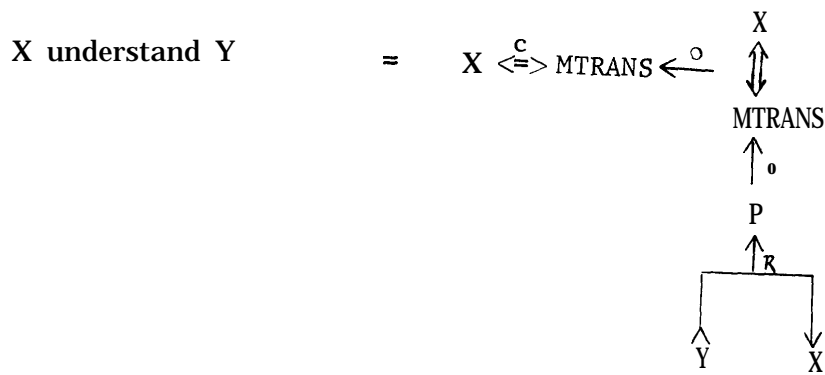 X
X understand Y = X <=> c MTRANS ← o
MTRANS
o
P
R
Y X